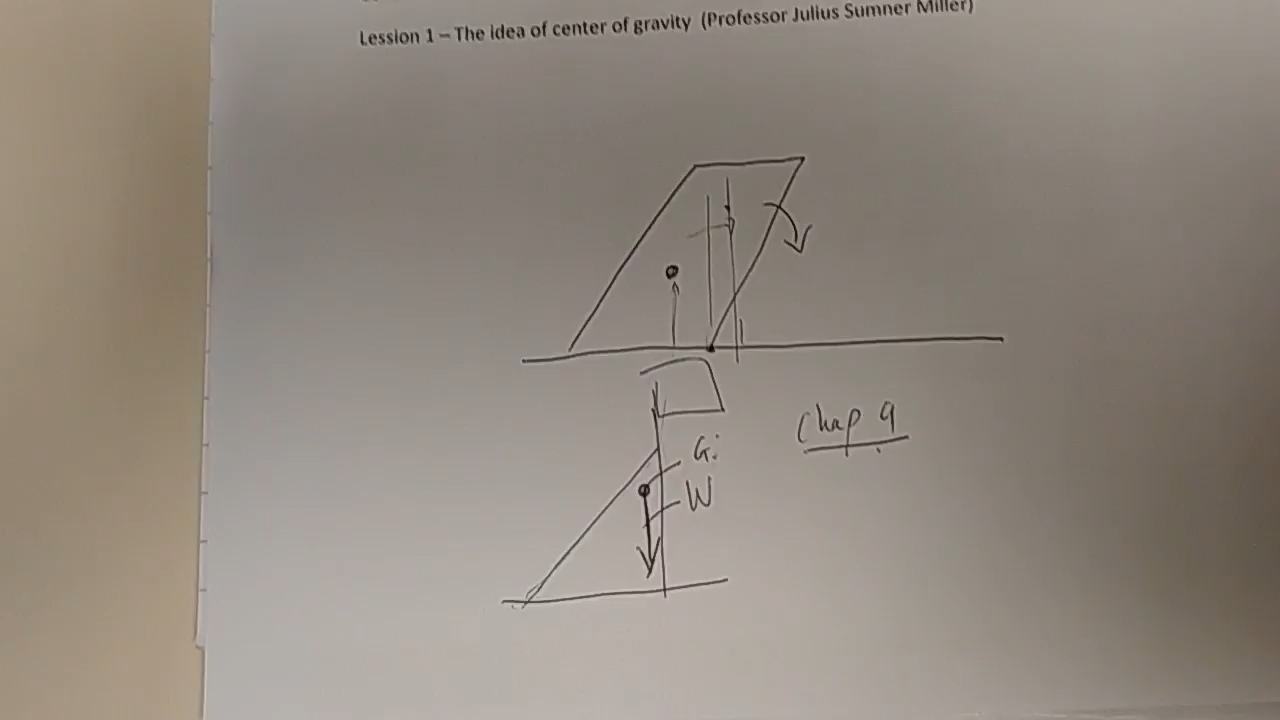 Lession 1 – The idea of center of gravity (Professor Julius Sumner Miller)
Chap 9
G:
W